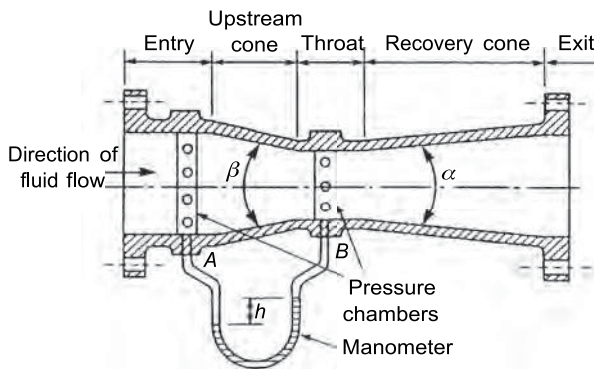 Upstream
Entry cone Throat Recovery cone Exit
Direction of
fluid flow
β
α
A
B
h
Pressure
chambers
Manometer